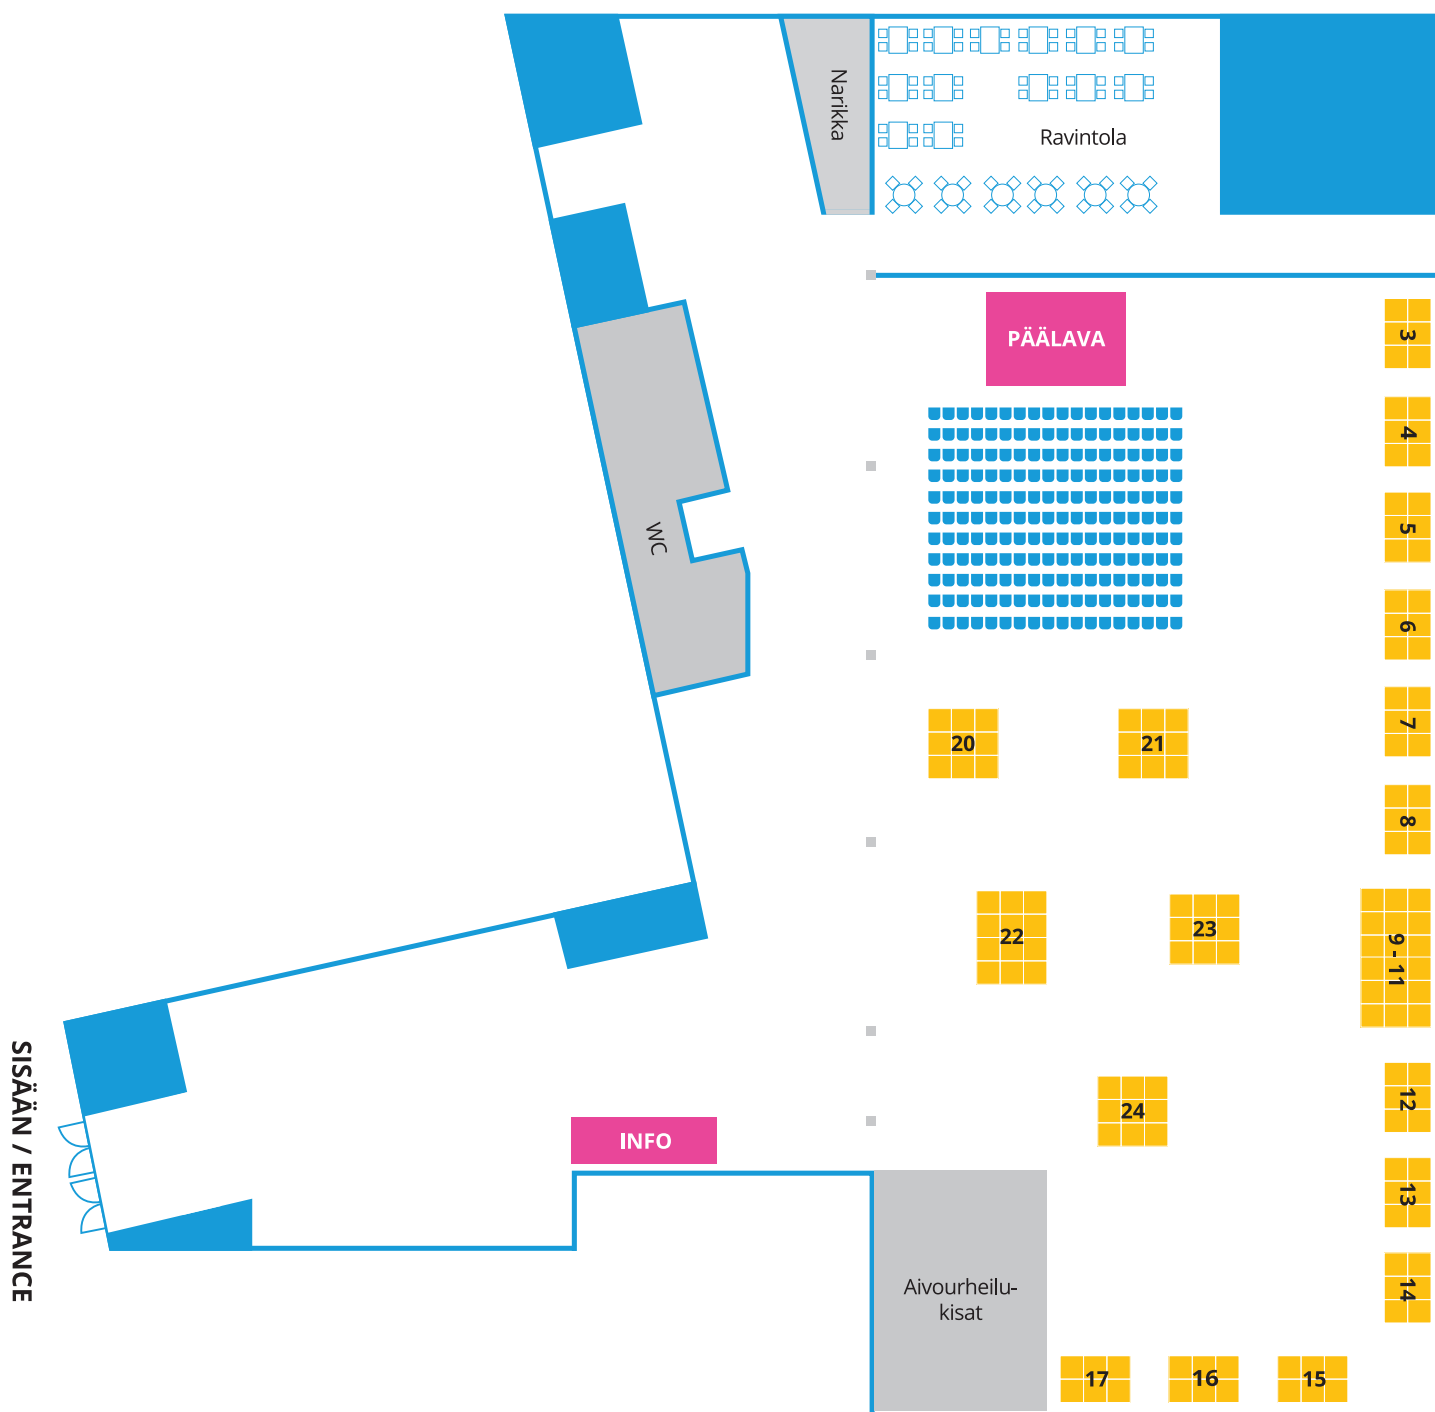 Narikka
Ravintola
PÄÄLAVA
3
4
5
WC
6
7
20
21
8
22
23
9 - 11
24
12
INFO
13
SISÄÄN / ENTRANCE
Aivourheilu-
kisat
14
17
16
15